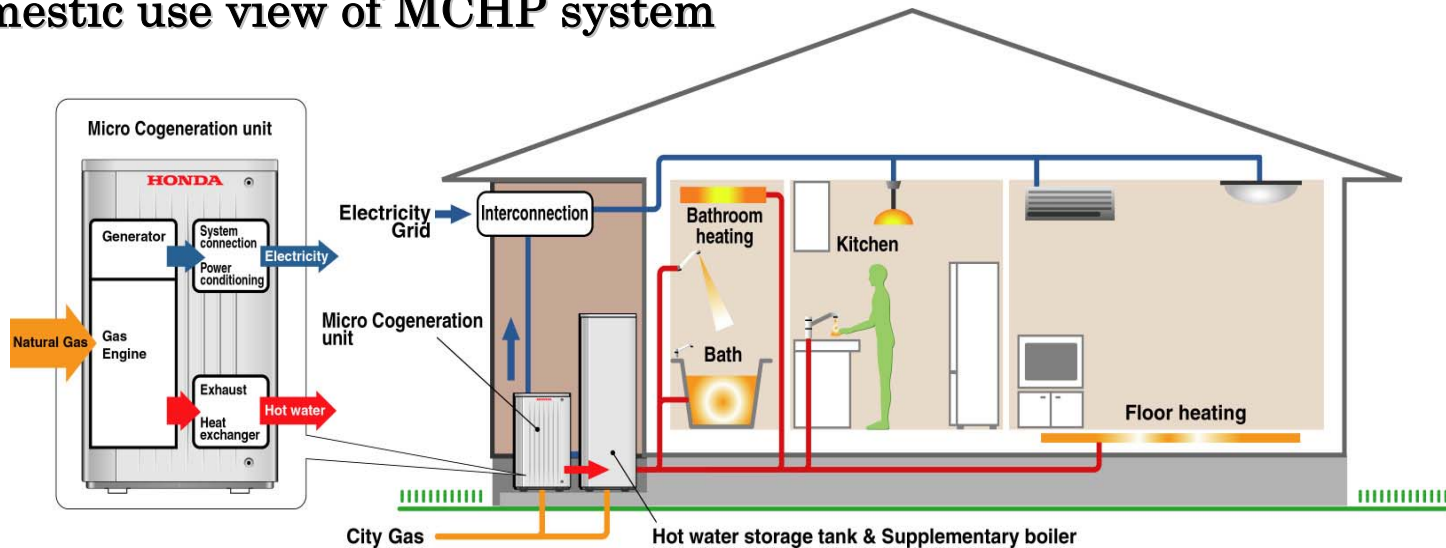 mestic use view of MCHP system
Micro Cogeneration unit
HONDA
Generator
System
connection
Power
conditioning
Electricity
Natural Gas
Gas
Engine
Exhaust
Heat
exchanger
Hot water
Electricity
Grid
Interconnection
Micro Cogeneration
unit
Bathroom
heating
Kitchen
Bath
Floor heating
City Gas
Hot water storage tank & Supplementary boiler